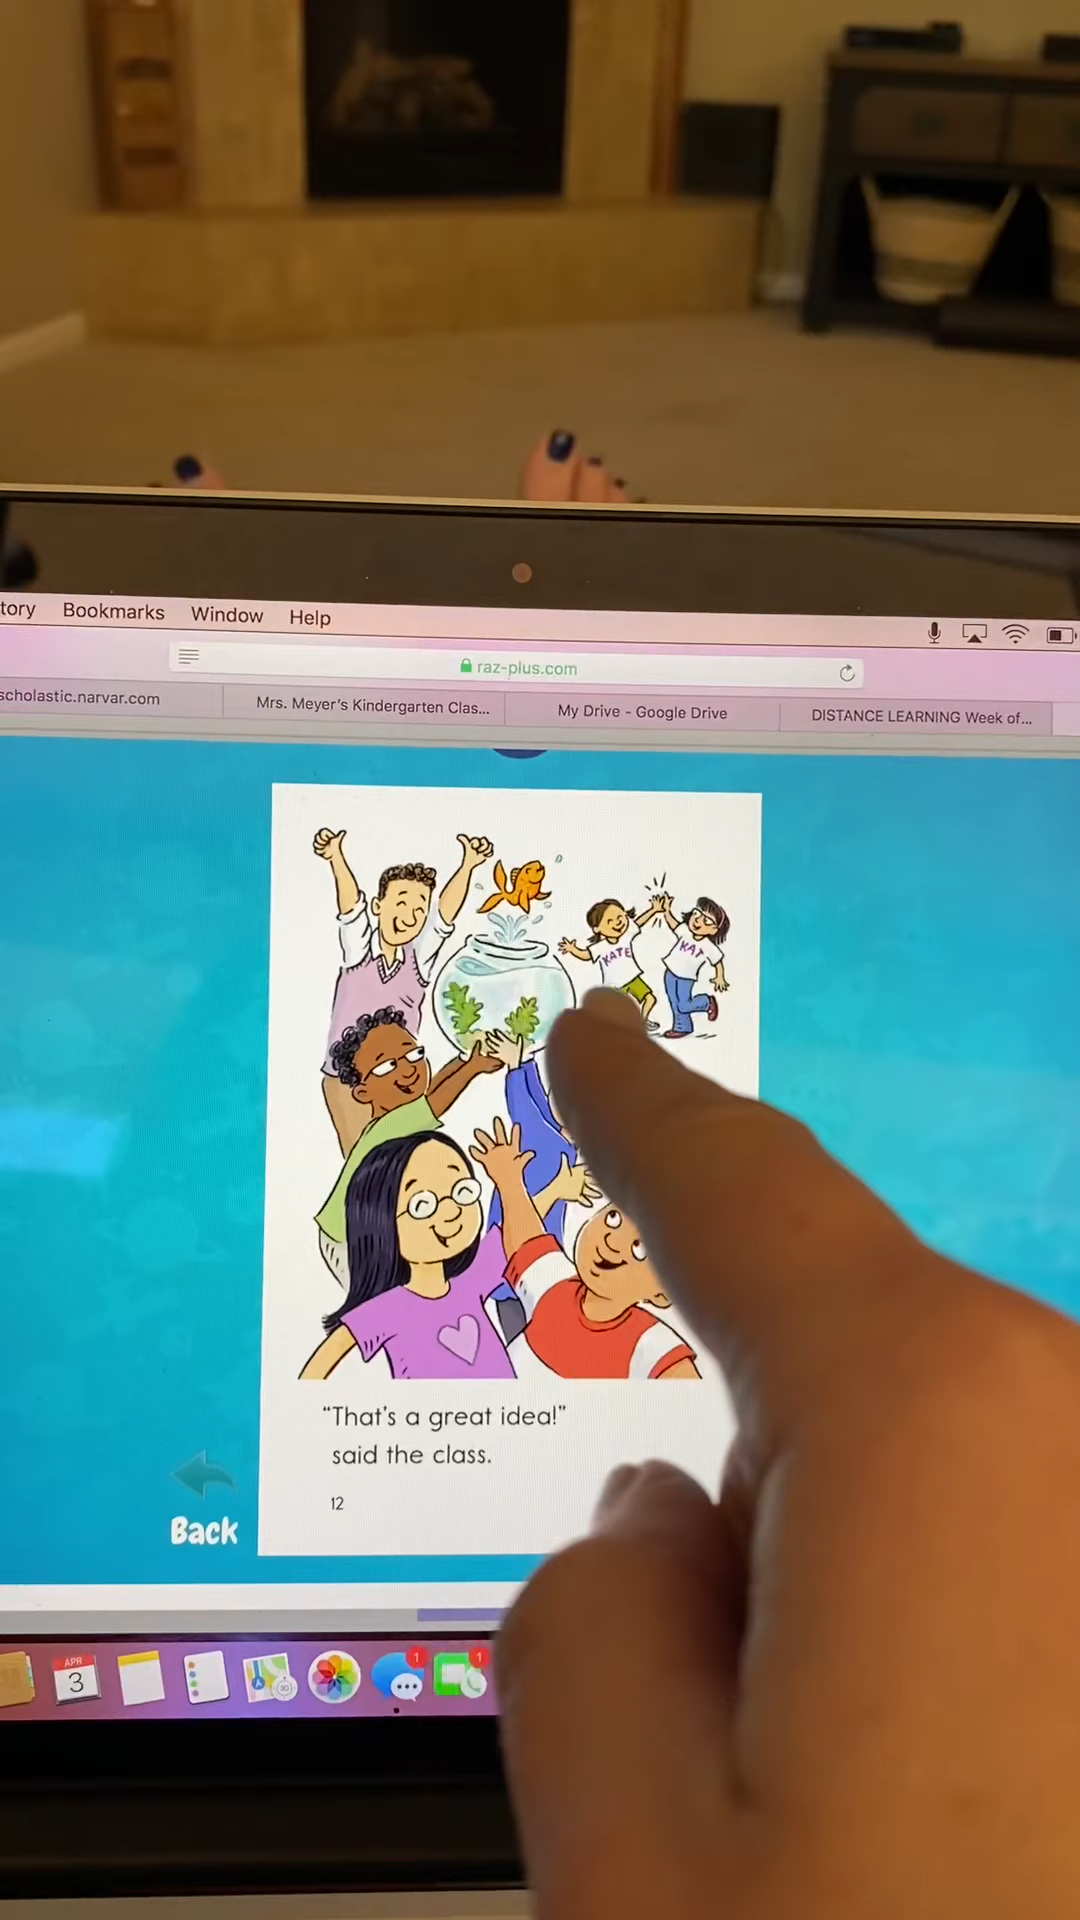 tory Bookmarks Window Help
raz-plus.com
scholastic.narvar.com Mrs. Meyer's Kindergarten Clas... My Drive - Google Drive DISTANCE LEARNING Week of...
KATE KAT
"That's a great idea!"
said the class.
12
Back
APR
3
1 1